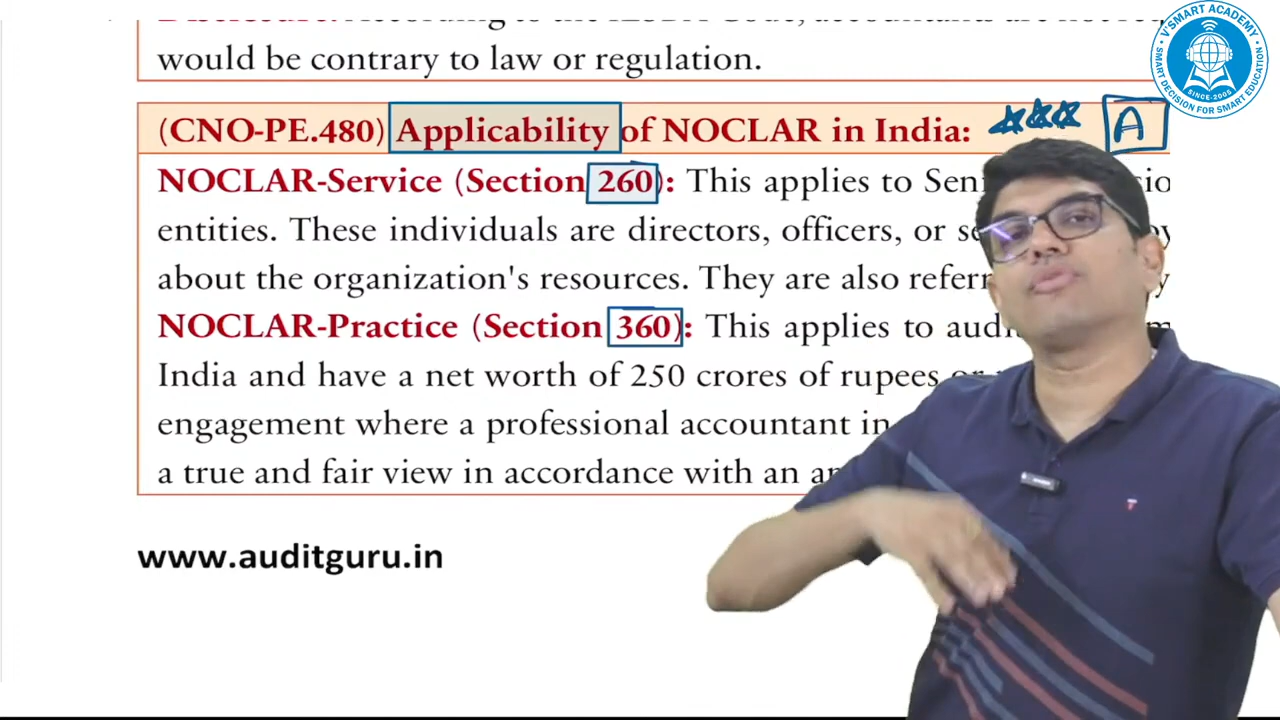 would be contrary to law or regulation.
V'SMART ACADEMY
SMART DECISION FOR SMART EDUCATION
SINCE-2005
(CNO-PE.480) Applicability of NOCLAR in India: A
NOCLAR-Service (Section 260): This applies to
entities. These individuals are directors, officers, or
about the organization's resources. They are also
NOCLAR-Practice (Section 360): This applies to
India and have a net worth of 250 crores of rupees
engagement where a professional accountant in
a true and fair view in accordance with an
www.auditguru.in